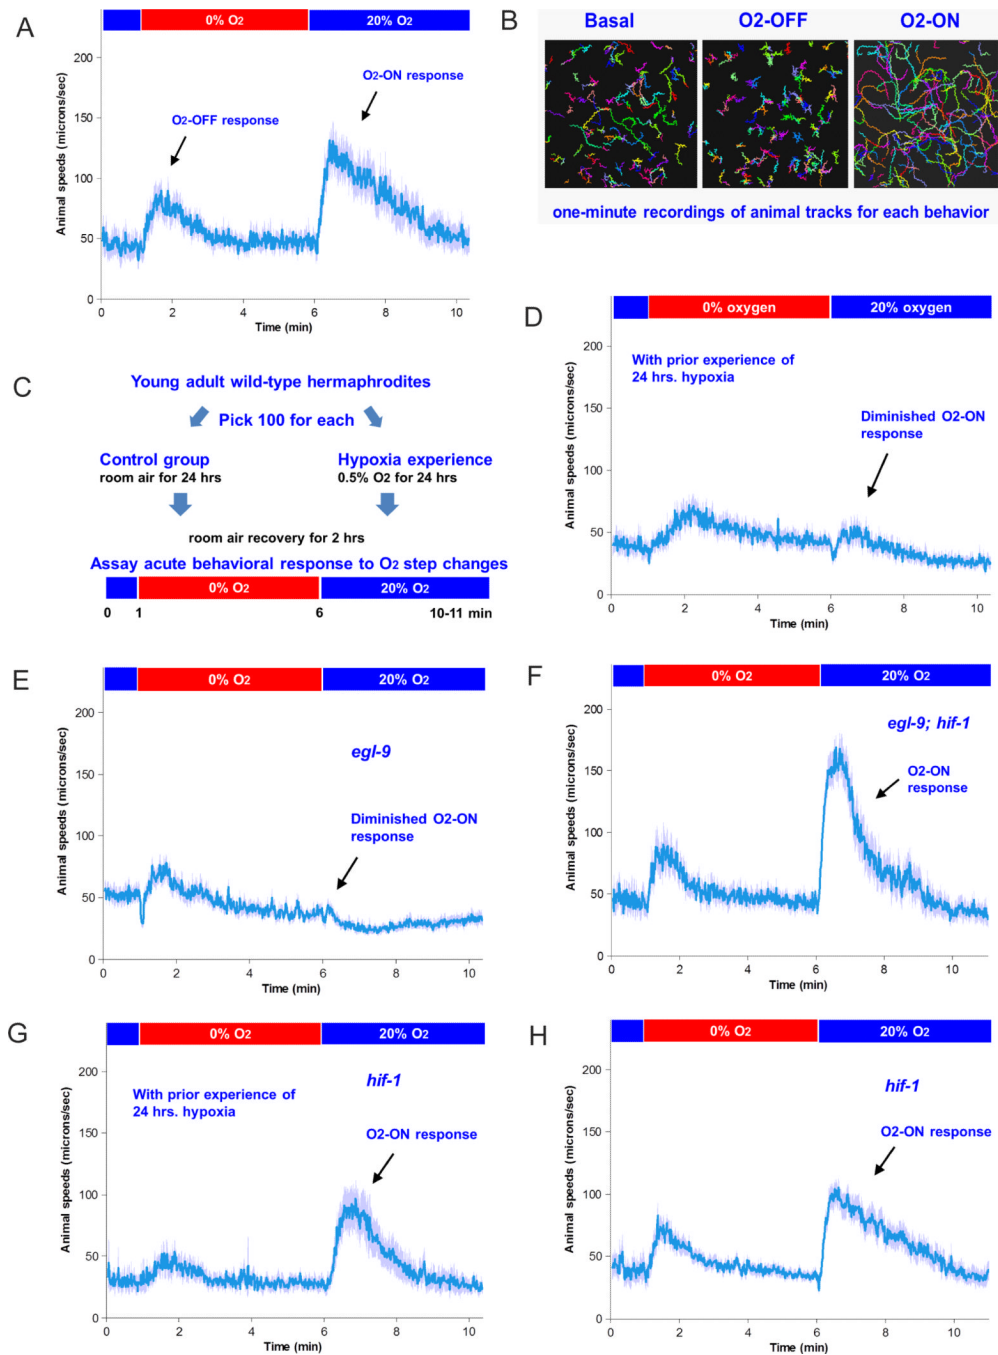 A
0% O2
20% O2
Animal speeds (microns/sec)
200
150
100
50
0
O2-OFF response
O2-ON response
0
2
4
6
8
10
Time (min)
B
Basal
O2-OFF
O2-ON
one-minute recordings of animal tracks for each behavior
C
Young adult wild-type hermaphrodites
Pick 100 for each
Control group
room air for 24 hrs
Hypoxia experience
0.5% O2 for 24 hrs
room air recovery for 2 hrs
Assay acute behavioral response to O2 step changes
0% O2
20% O2
0
1
6
10-11 min
D
0% oxygen
20% oxygen
Animal speeds (microns/sec)
200
150
100
50
0
With prior experience of
24 hrs. hypoxia
Diminished O2-ON
response
0
2
4
6
8
10
Time (min)
E
0% O2
20% O2
Animal speeds (microns/sec)
200
150
100
50
0
egl-9
Diminished O2-ON
response
0
2
4
6
8
10
Time (min)
F
0% O2
20% O2
Animal speeds (microns/sec)
200
150
100
50
0
egl-9; hif-1
O2-ON
response
0
2
4
6
8
10
Time (min)
G
0% O2
20% O2
Animal speeds (microns/sec)
200
150
100
50
0
With prior experience of
24 hrs. hypoxia
hif-1
O2-ON response
0
2
4
6
8
10
Time (min)
H
0% O2
20% O2
Animal speeds (microns/sec)
200
150
100
50
0
hif-1
O2-ON response
0
2
4
6
8
10
Time (min)